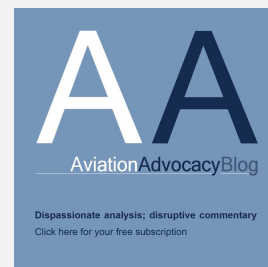 AA
AviationAdvocacyBlog
Dispassionate analysis; disruptive commentary
Click here for your free subscription